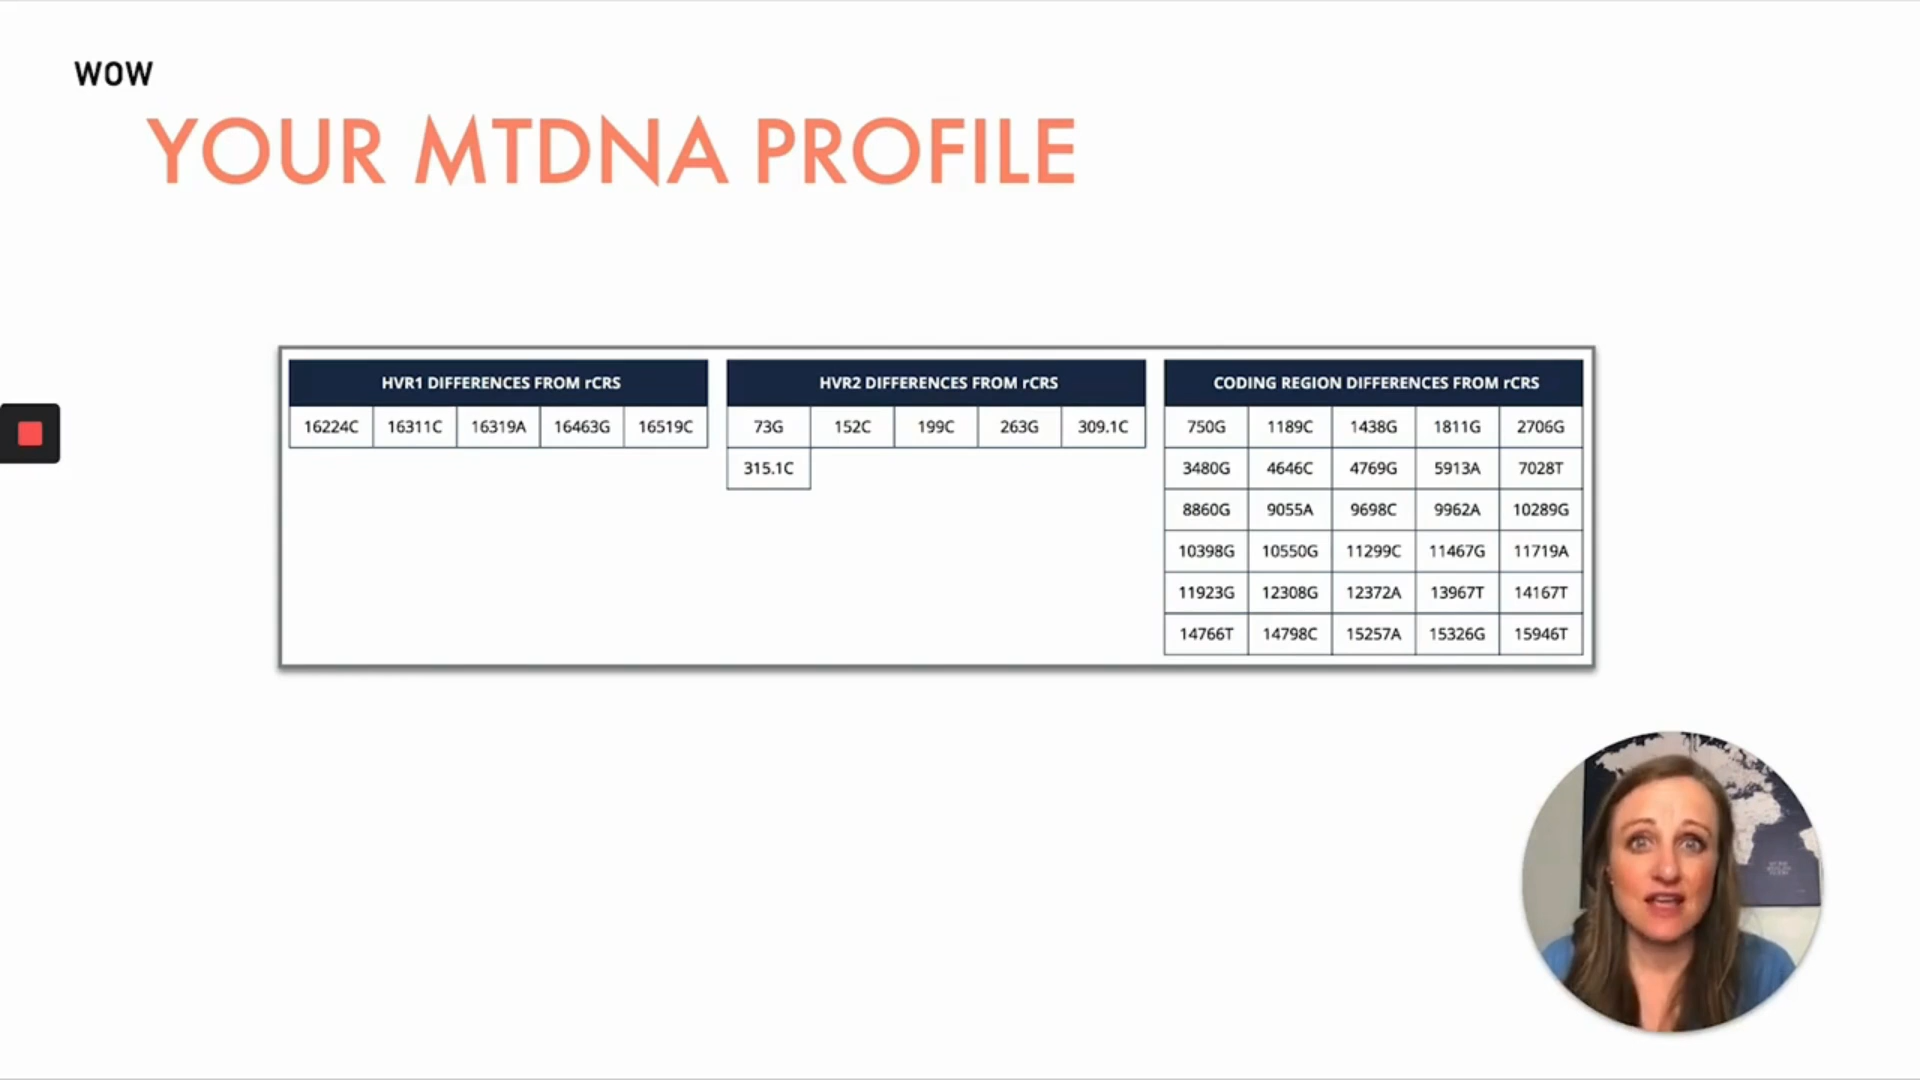 WOW
YOUR MTDNA PROFILE
HVR1 DIFFERENCES FROM rCRS
16224C 16311C 16319A 16463G 16519C
HVR2 DIFFERENCES FROM rCRS
73G 152C 199C 263G 309.1C
315.1C
CODING REGION DIFFERENCES FROM rCRS
750G 1189C 1438G 1811G 2706G
3480G 4646C 4769G 5913A 7028T
8860G 9055A 9698C 9962A 10289G
10398G 10550G 11299C 11467G 11719A
11923G 12308G 12372A 13967T 14167T
14766T 14798C 15257A 15326G 15946T